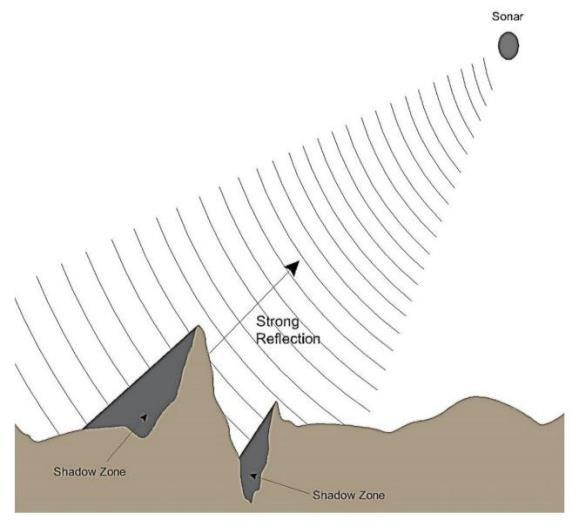 Sonar
Strong
Reflection
Shadow Zone
Shadow Zone